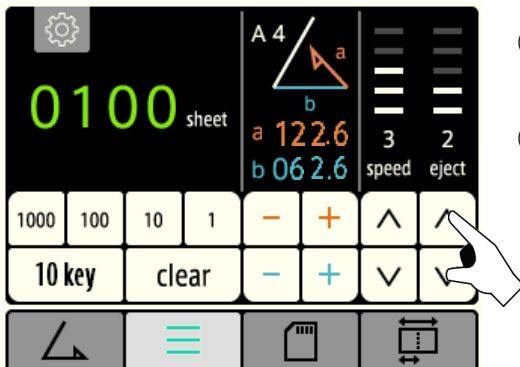 A 4
a
b
0100 sheet
a 122.6
b 062.6
3 2
speed eject
1000 100 10 1 − +
10 key clear − +